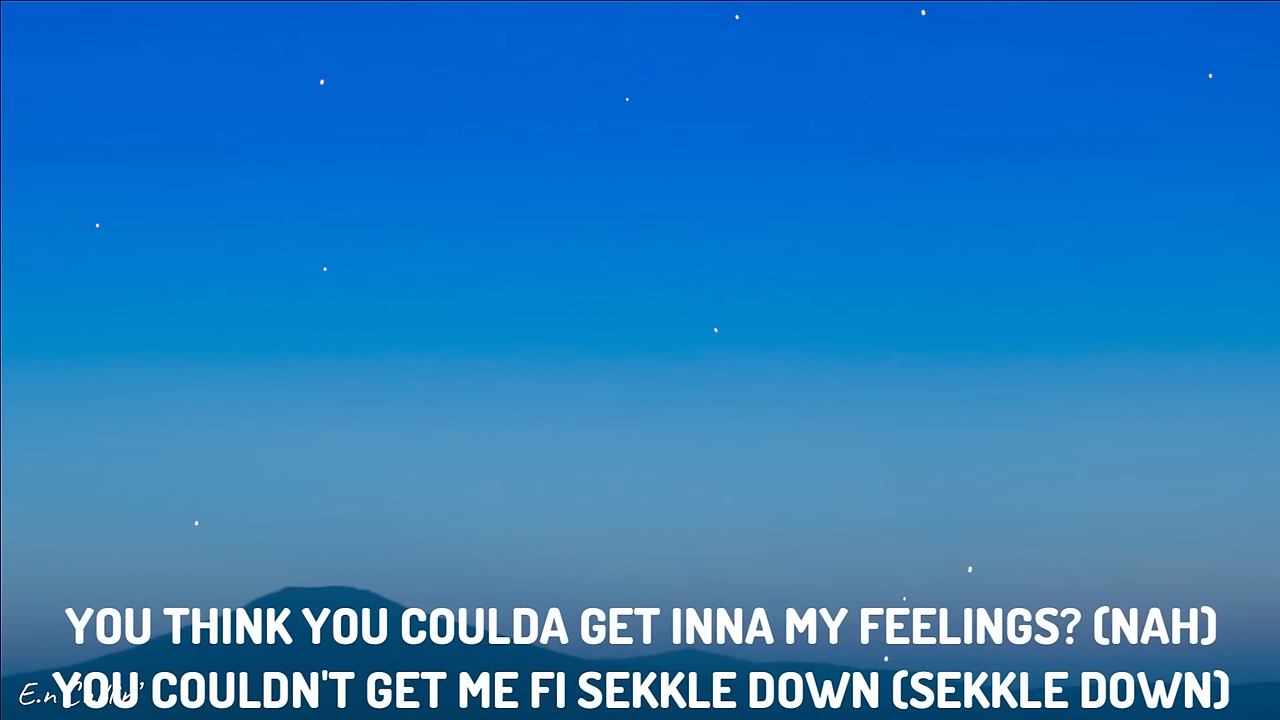 YOU THINK YOU COULDA GET INNA MY FEELINGS? (NAH)
YOU COULDN'T GET ME FI SEKKLE DOWN (SEKKLE DOWN)
E.n